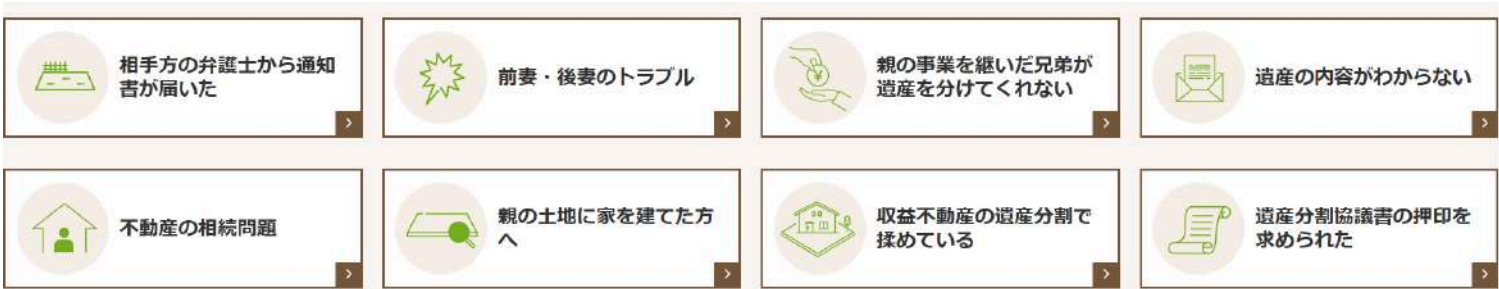 相手方の弁護士から通知
書が届いた
前妻・後妻のトラブル
親の事業を継いだ兄弟が
遺産を分けてくれない
遺産の内容がわからない
不動産の相続問題
親の土地に家を建てた方
へ
収益不動産の遺産分割で
揉めている
遺産分割協議書の押印を
求められた